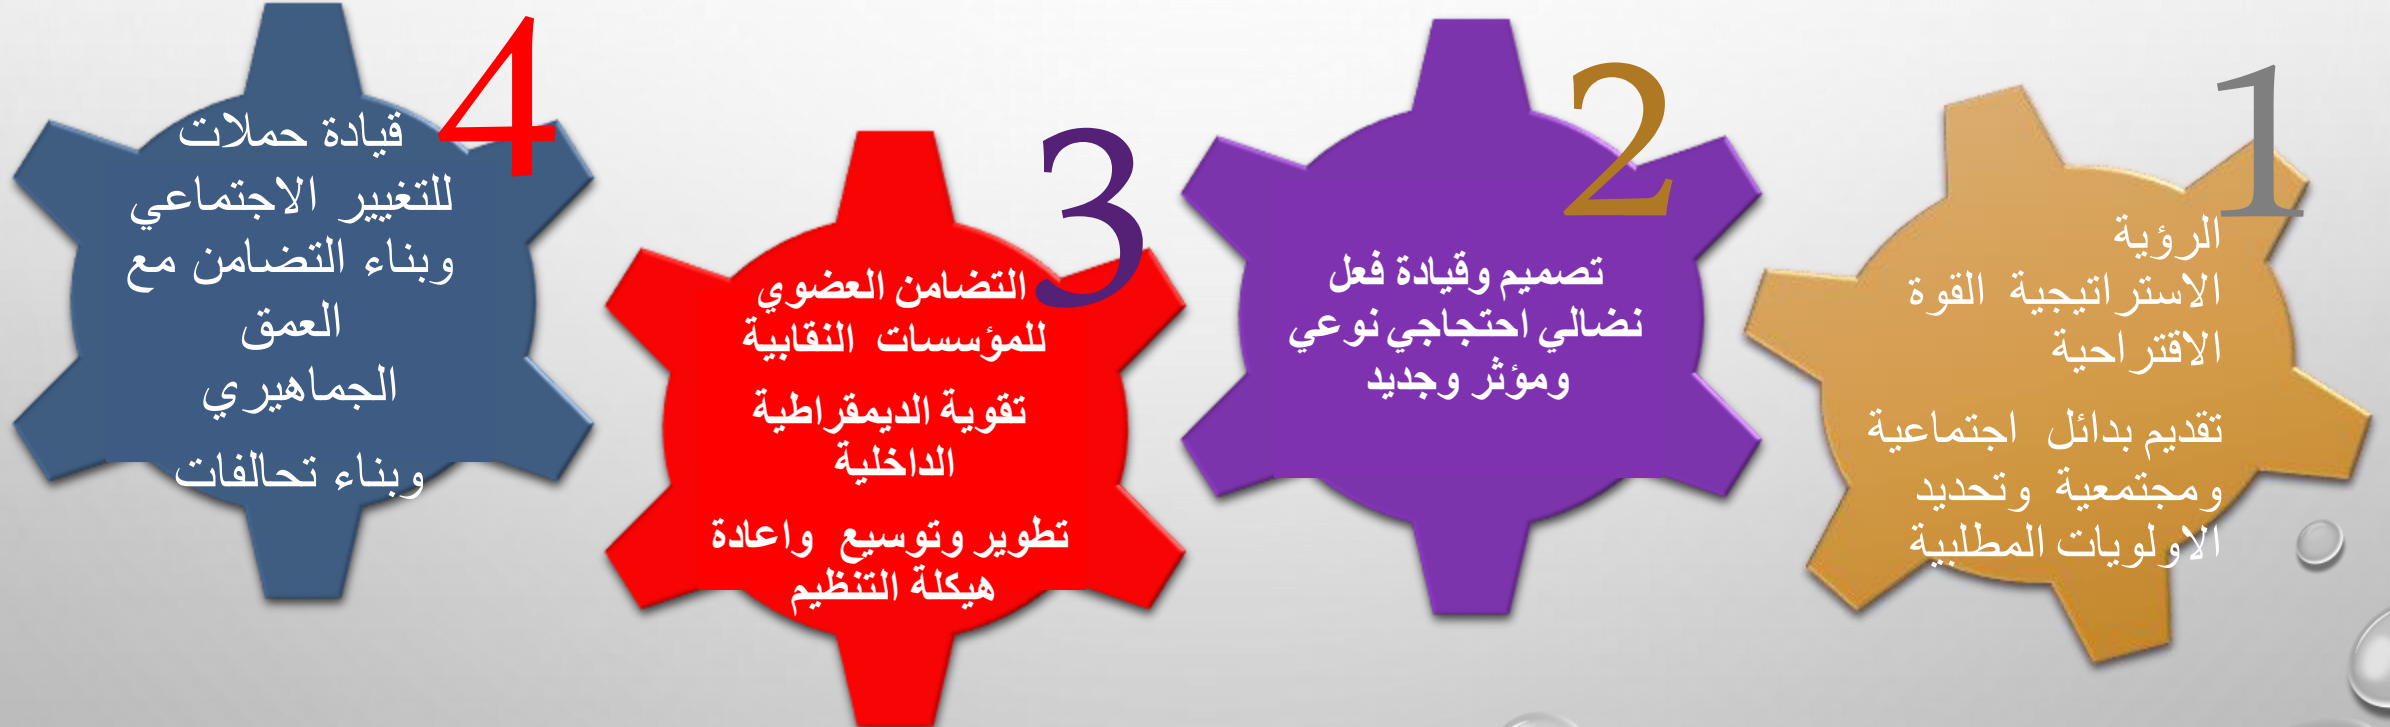 1
الرؤية
الاستراتيجية القوة
الاقتراحية
تقديم بدائل اجتماعية
ومجتمعية وتحديد
الاولويات المطلبية
2
تصميم وقيادة فعل
نضالي احتجاجي نوعي
ومؤثر وجديد
3
التضامن العضوي
للمؤسسات النقابية
تقوية الديمقراطية
الداخلية
تطوير وتوسيع واعادة
هيكلة التنظيم
4
قيادة حملات
للتغيير الاجتماعي
وبناء التضامن مع
العمق
الجماهيري
وبناء تحالفات